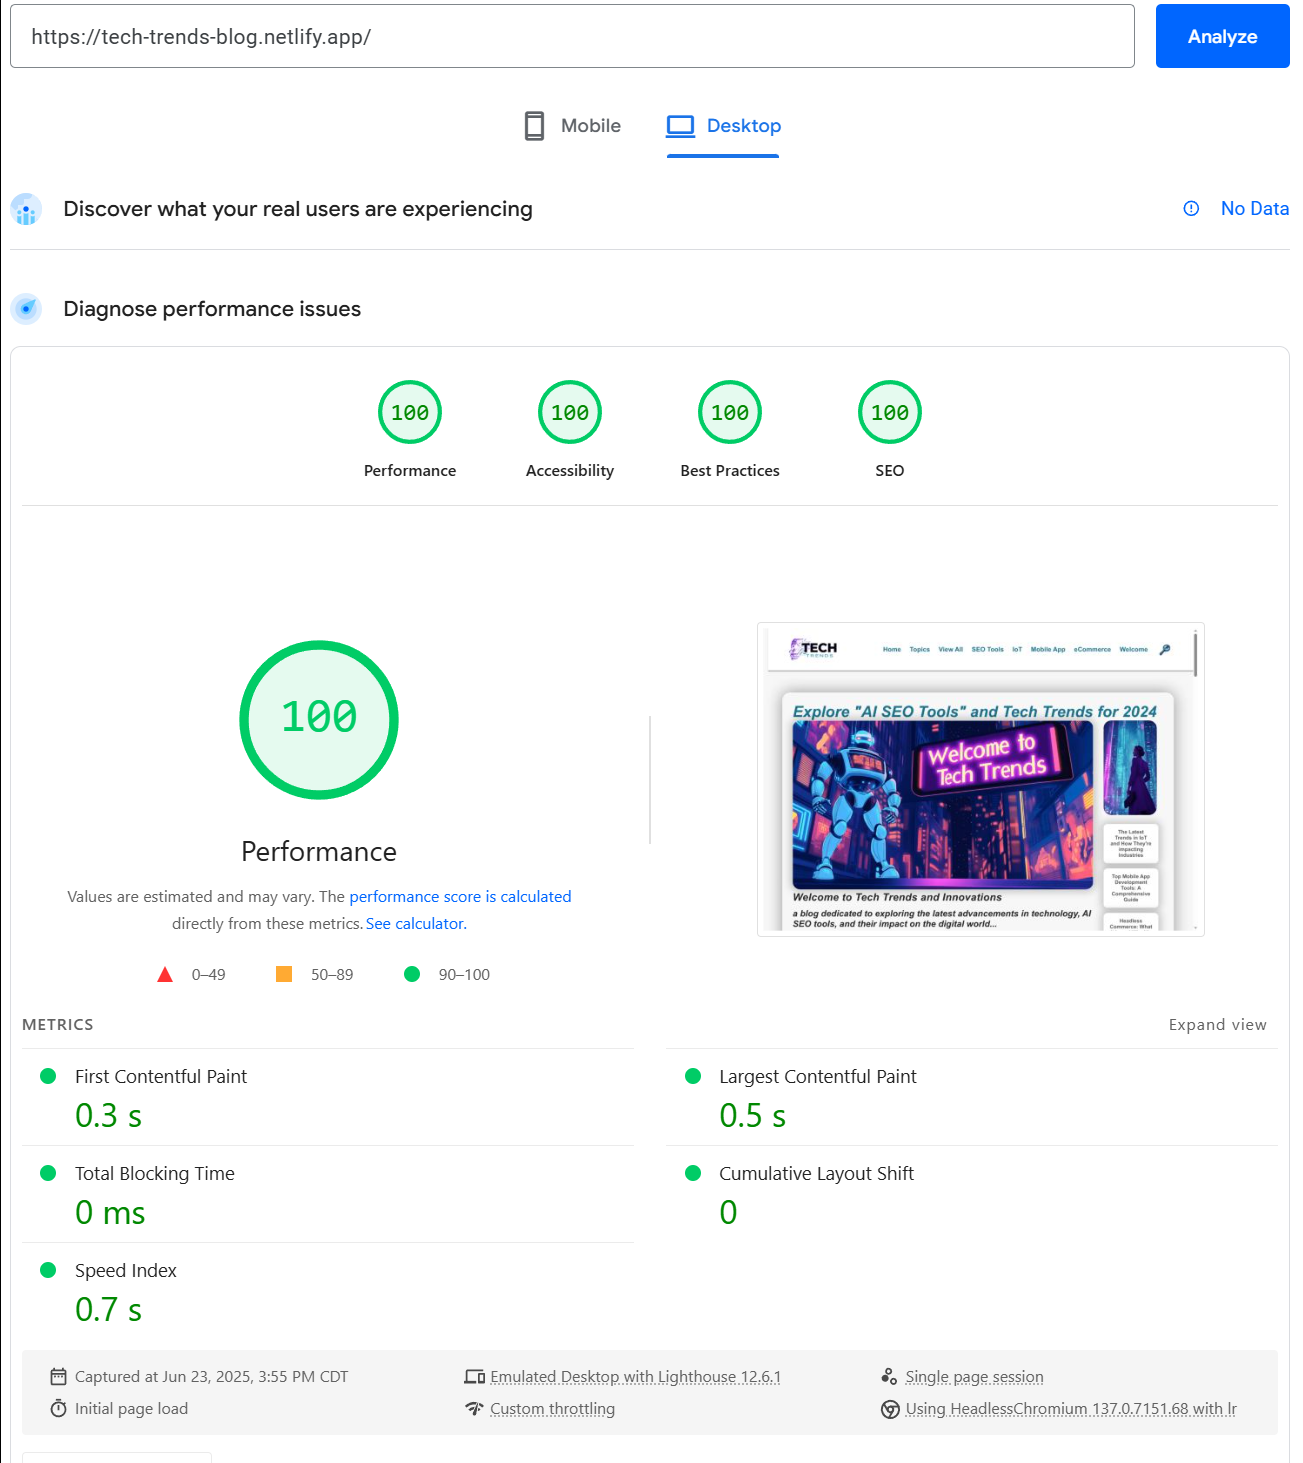 https://tech-trends-blog.netlify.app/
Analyze
Mobile
Desktop
Discover what your real users are experiencing
No Data
Diagnose performance issues
100
100
100
100
Performance
Accessibility
Best Practices
SEO
100
Performance
Values are estimated and may vary. The performance score is calculated
directly from these metrics. See calculator.
0–49
50–89
90–100
TECH
TRENDS
Home Topics View All SEO Tools IoT Mobile App eCommerce Welcome
Explore "AI SEO Tools" and Tech Trends for 2024
Welcome to
Tech Trends
The Latest
Trends in IoT
and How They're
Impacting
Industries
Top Mobile App
Development
Tools: A
Comprehensive
Guide
Headless
Commerce: What
Welcome to Tech Trends and Innovations
a blog dedicated to exploring the latest advancements in technology, AI
SEO tools, and their impact on the digital world...
METRICS
Expand view
First Contentful Paint
0.3 s
Largest Contentful Paint
0.5 s
Total Blocking Time
0 ms
Cumulative Layout Shift
0
Speed Index
0.7 s
Captured at Jun 23, 2025, 3:55 PM CDT
Emulated Desktop with Lighthouse 12.6.1
Single page session
Initial page load
Custom throttling
Using HeadlessChromium 137.0.7151.68 with lr